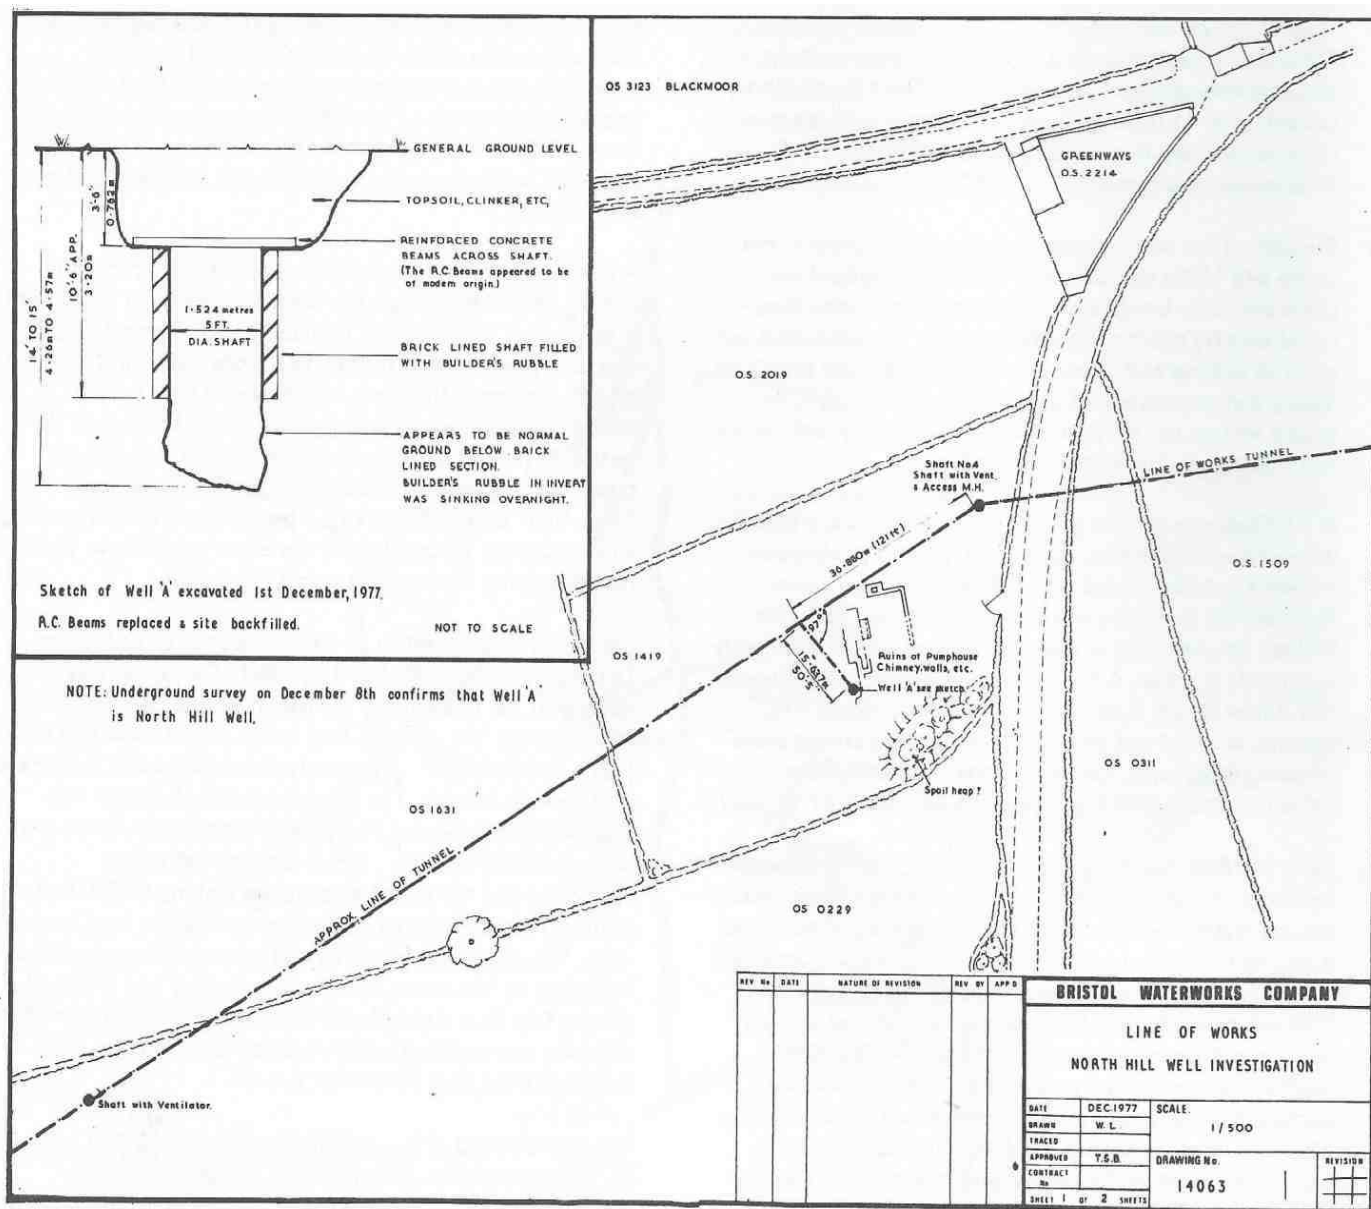 GENERAL GROUND LEVEL
TOPSOIL, CLINKER, ETC,
REINFORCED CONCRETE
BEAMS ACROSS SHAFT.
(The R.C. Beams appeared to be
of modern origin.)
BRICK LINED SHAFT FILLED
WITH BUILDER'S RUBBLE
APPEARS TO BE NORMAL
GROUND BELOW BRICK
LINED SECTION.
BUILDER'S RUBBLE IN INVERT
WAS SINKING OVERNIGHT.
3'-6"
0·762m
10'-6" APP.
3·20m
14' TO 15'
4·26m TO 4·57m
1·524 metres
5 FT.
DIA. SHAFT
Sketch of Well 'A' excavated 1st December, 1977.
R.C. Beams replaced & site backfilled.
NOT TO SCALE
NOTE: Underground survey on December 8th confirms that Well 'A'
is North Hill Well.
OS 3123 BLACKMOOR
GREENWAYS
O.S. 2214
O.S. 2019
Shaft No4
Shaft with Vent.
& Access M.H.
LINE OF WORKS TUNNEL
36·880m (121ft)
O.S. 1509
OS 1419
92°
15·627m
Ruins of Pumphouse
Chimney, walls, etc.
Well 'A' see sketch
OS 0311
Spoil heap ?
OS 1631
APPROX. LINE OF TUNNEL
OS 0229
Shaft with Ventilator.
REV No DATE NATURE OF REVISION REV BY APP'D
BRISTOL WATERWORKS COMPANY
LINE OF WORKS
NORTH HILL WELL INVESTIGATION
DATE DEC.1977
DRAWN W. L.
TRACED
APPROVED T.S.B.
CONTRACT
No
SHEET 1 OF 2 SHEETS
SCALE.
1/500
DRAWING No.
14063
REVISION